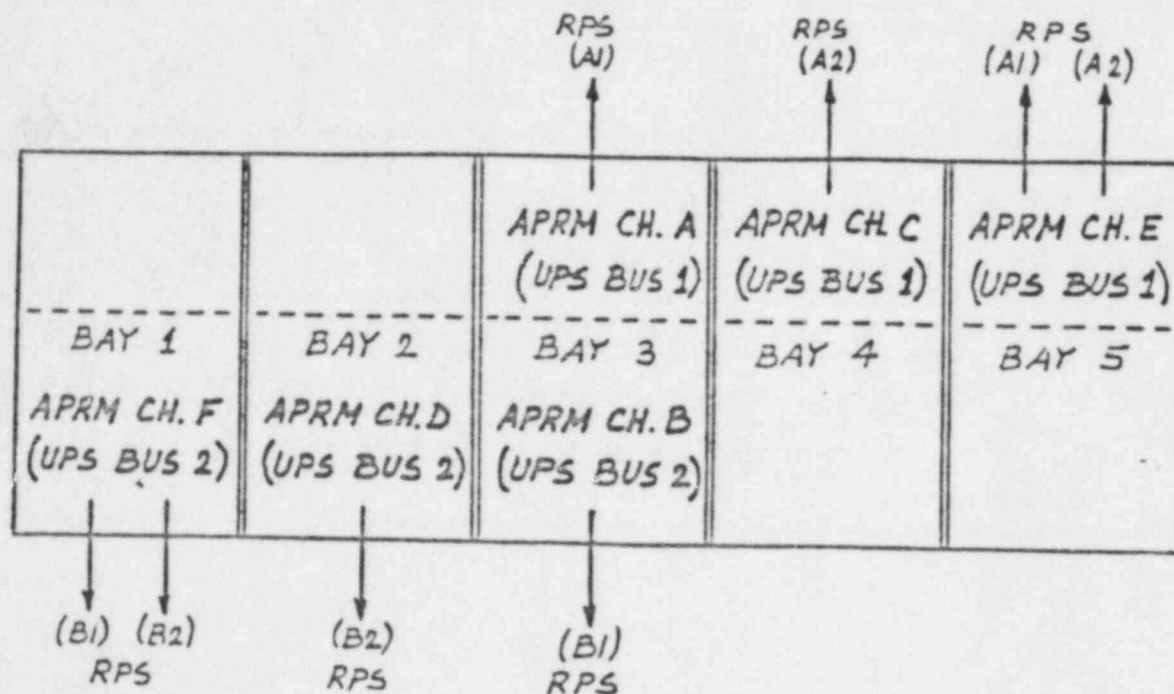 RPS
(A1)
RPS
(A2)
RPS
(A1) (A2)
APRM CH. A
(UPS BUS 1)
APRM CH. C
(UPS BUS 1)
APRM CH. E
(UPS BUS 1)
BAY 1
BAY 2
BAY 3
BAY 4
BAY 5
APRM CH. F
(UPS BUS 2)
APRM CH. D
(UPS BUS 2)
APRM CH. B
(UPS BUS 2)
(B1) (B2)
RPS
(B2)
RPS
(B1)
RPS